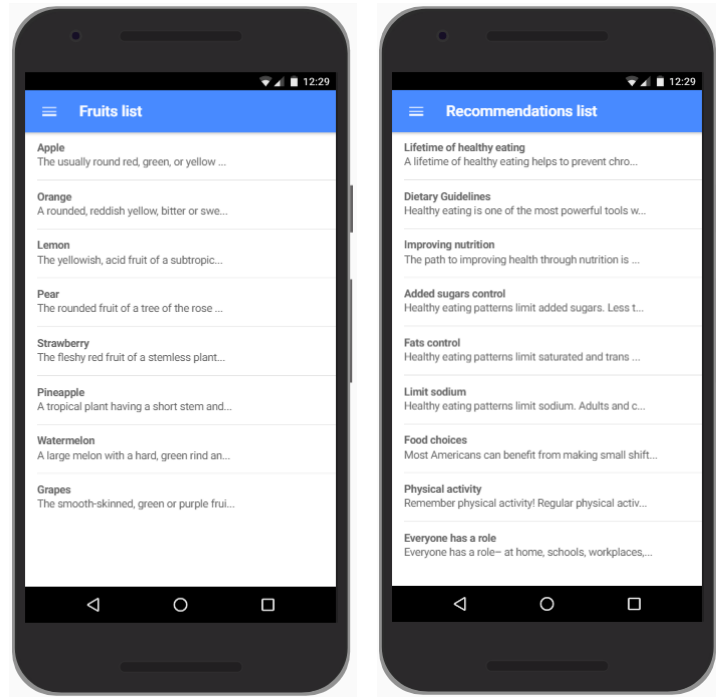 12:29
Fruits list
Apple
The usually round red, green, or yellow ...
Orange
A rounded, reddish yellow, bitter or swe...
Lemon
The yellowish, acid fruit of a subtropic...
Pear
The rounded fruit of a tree of the rose ...
Strawberry
The fleshy red fruit of a stemless plant...
Pineapple
A tropical plant having a short stem and...
Watermelon
A large melon with a hard, green rind an...
Grapes
The smooth-skinned, green or purple frui...
12:29
Recommendations list
Lifetime of healthy eating
A lifetime of healthy eating helps to prevent chro...
Dietary Guidelines
Healthy eating is one of the most powerful tools w...
Improving nutrition
The path to improving health through nutrition is ...
Added sugars control
Healthy eating patterns limit added sugars. Less t...
Fats control
Healthy eating patterns limit saturated and trans ...
Limit sodium
Healthy eating patterns limit sodium. Adults and c...
Food choices
Most Americans can benefit from making small shift...
Physical activity
Remember physical activity! Regular physical activ...
Everyone has a role
Everyone has a role– at home, schools, workplaces,...